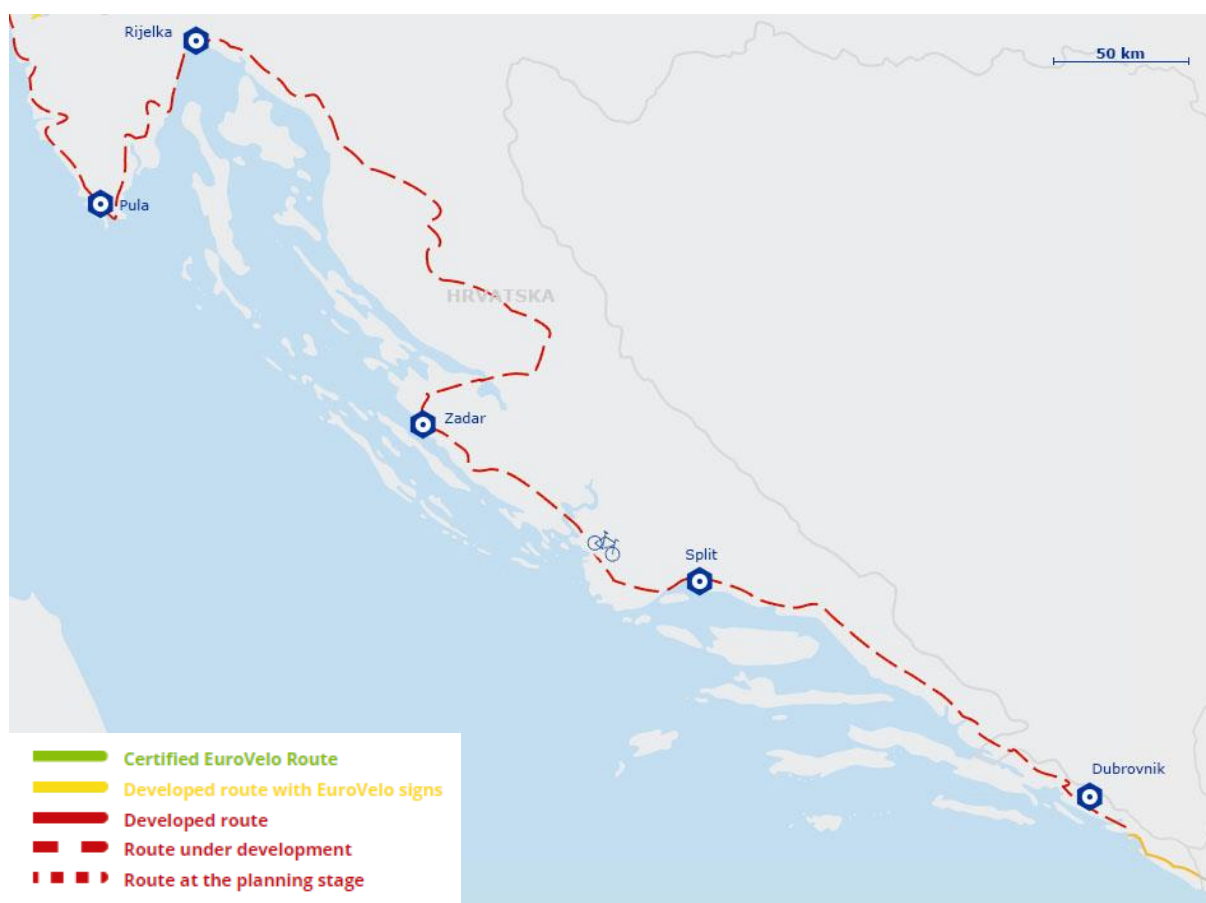 Rijelka
50 km
Pula
HRVATSKA
Zadar
Split
Dubrovnik
Certified EuroVelo Route
Developed route with EuroVelo signs
Developed route
Route under development
Route at the planning stage